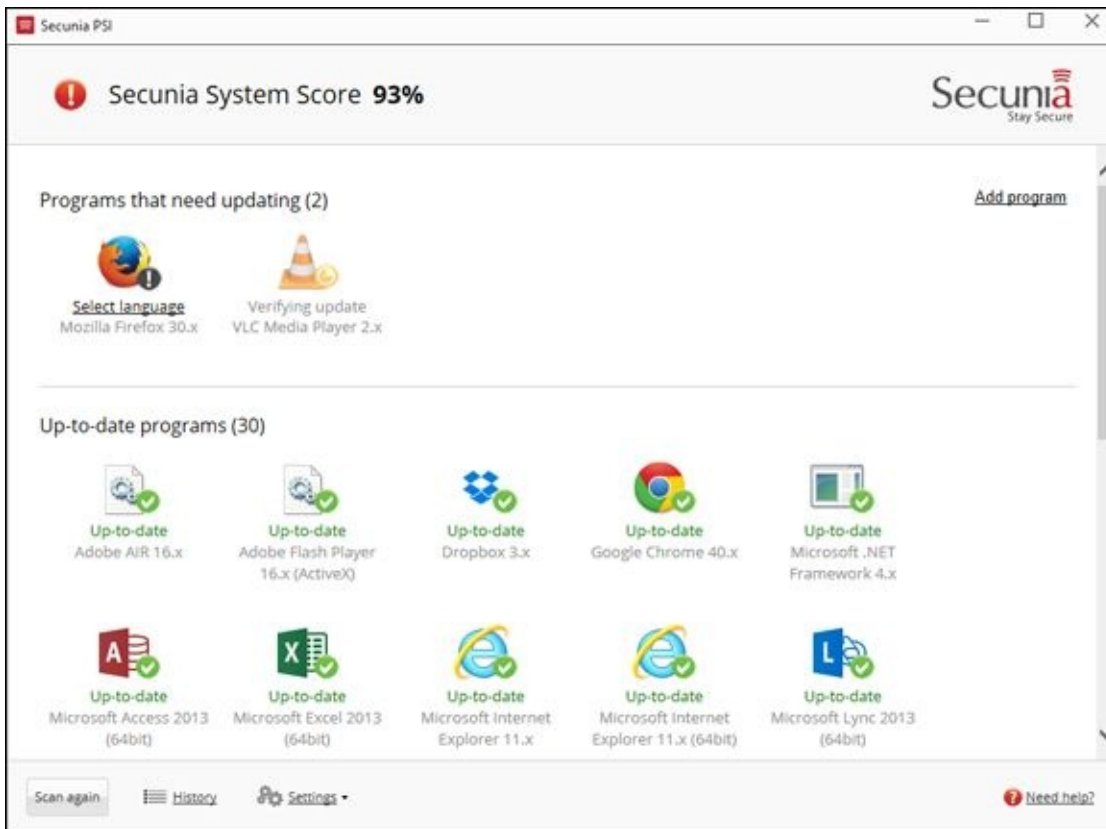 Secunia PSI
Secunia System Score 93%
Secunia
Stay Secure
Programs that need updating (2)
Add program
Select language
Mozilla Firefox 30.x
Verifying update
VLC Media Player 2.x
Up-to-date programs (30)
Up-to-date
Adobe AIR 16.x
Up-to-date
Adobe Flash Player
16.x (ActiveX)
Up-to-date
Dropbox 3.x
Up-to-date
Google Chrome 40.x
Up-to-date
Microsoft .NET
Framework 4.x
Up-to-date
Microsoft Access 2013
(64bit)
Up-to-date
Microsoft Excel 2013
(64bit)
Up-to-date
Microsoft Internet
Explorer 11.x
Up-to-date
Microsoft Internet
Explorer 11.x (64bit)
Up-to-date
Microsoft Lync 2013
(64bit)
Scan again
History
Settings
Need help?